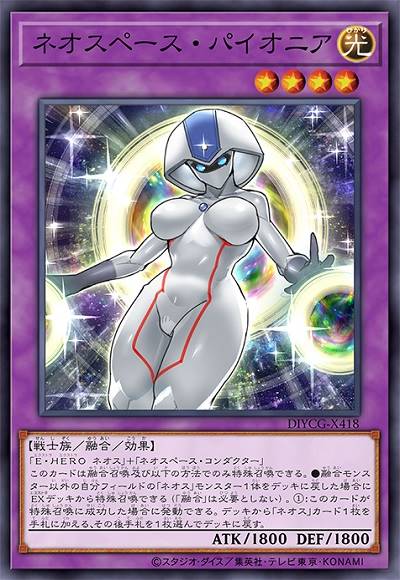 ネオスペース・パイオニア
光
DIYCG-X418
【戦士族／融合／効果】
「E・HERO ネオス」+「ネオスペース・コンダクター」
このカードは融合召喚及び以下の方法でのみ特殊召喚できる。●融合モンス
ター以外の自分フィールドの「ネオス」モンスター1体をデッキに戻した場合に
EXデッキから特殊召喚できる(「融合」は必要としない)。①:このカードが
特殊召喚に成功した場合に発動できる。デッキから「ネオス」カード1枚を
手札に加える、その後手札を1枚選んでデッキに戻す。
ATK/1800 DEF/1800
©スタジオ・ダイス／集英社・テレビ東京・KONAMI